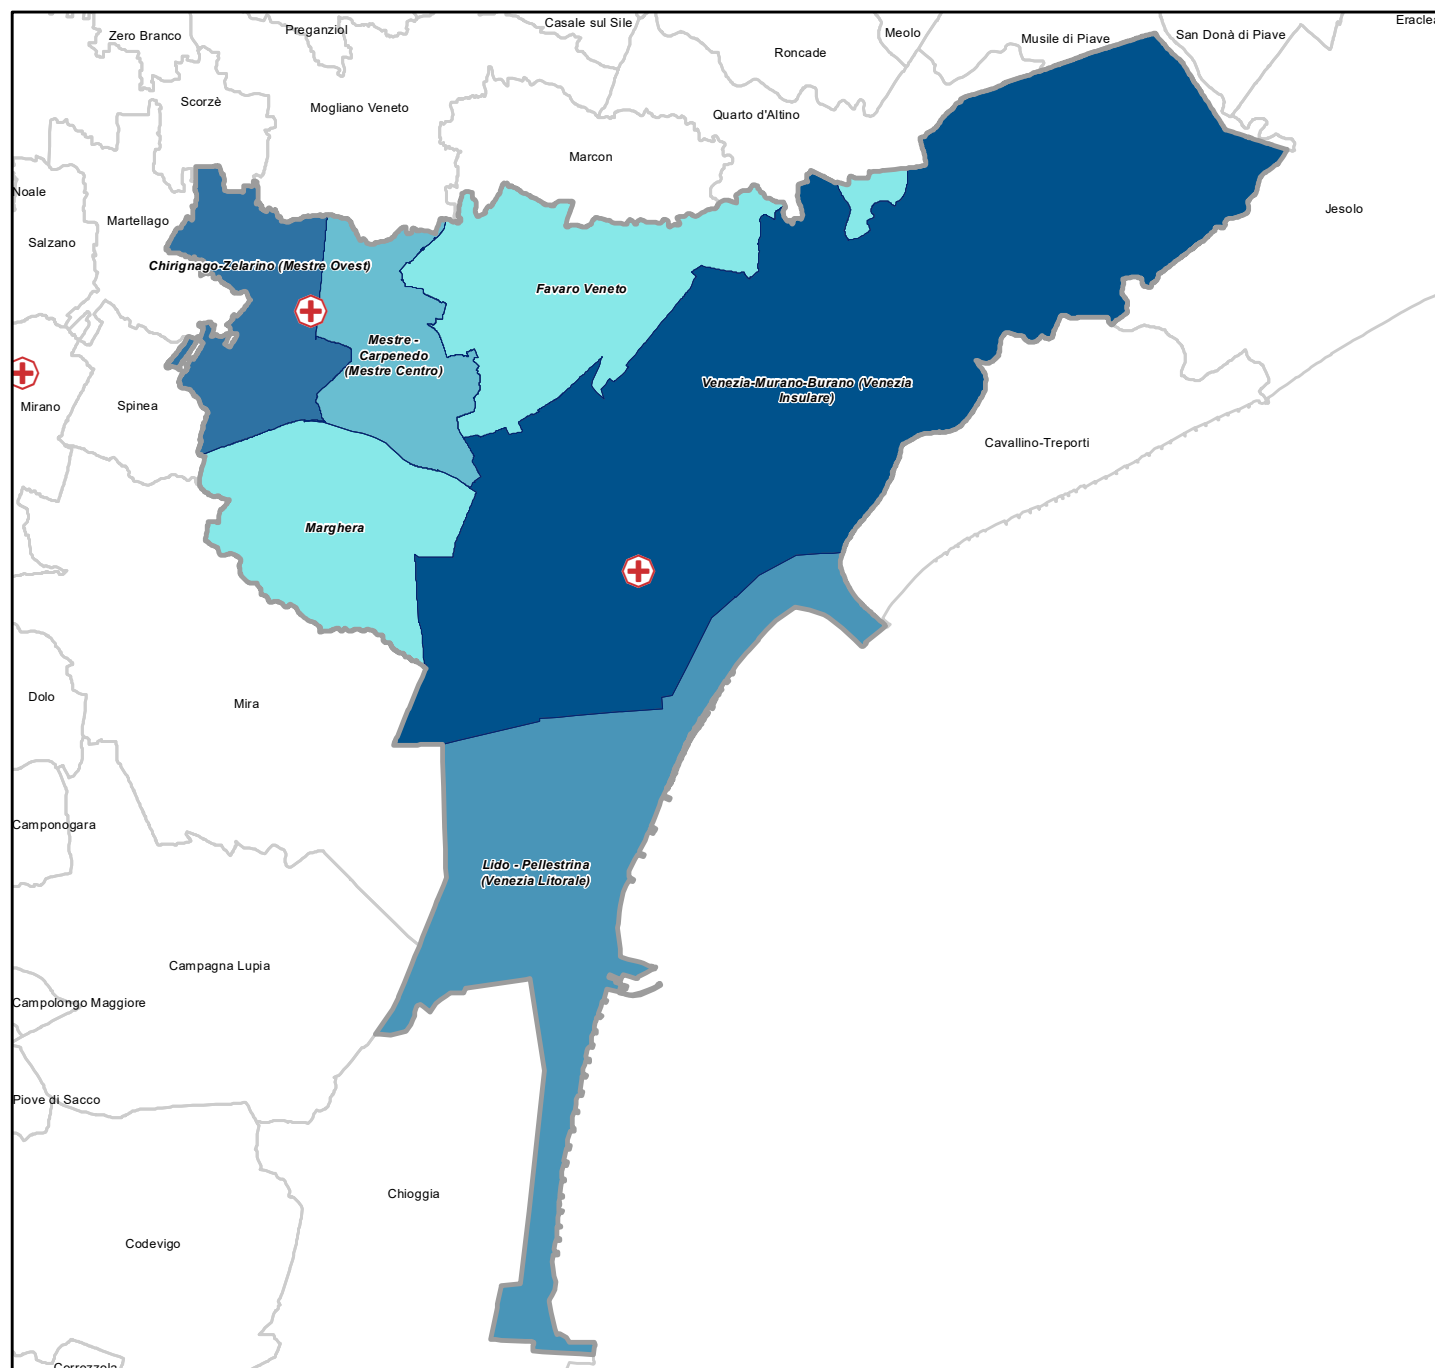 Eraclea
Casale sul Sile
Preganziol
Zero Branco
Meolo
San Donà di Piave
Musile di Piave
Roncade
Scorzè
Mogliano Veneto
Quarto d'Altino
Marcon
Noale
Jesolo
Martellago
Salzano
Chirignago-Zelarino (Mestre Ovest)
Favaro Veneto
Mestre -
Carpenedo
(Mestre Centro)
Venezia-Murano-Burano (Venezia
Insulare)
Mirano
Spinea
Cavallino-Treporti
Marghera
Dolo
Mira
Camponogara
Lido - Pellestrina
(Venezia Litorale)
Campagna Lupia
Campolongo Maggiore
Piove di Sacco
Chioggia
Codevigo
Correzzola